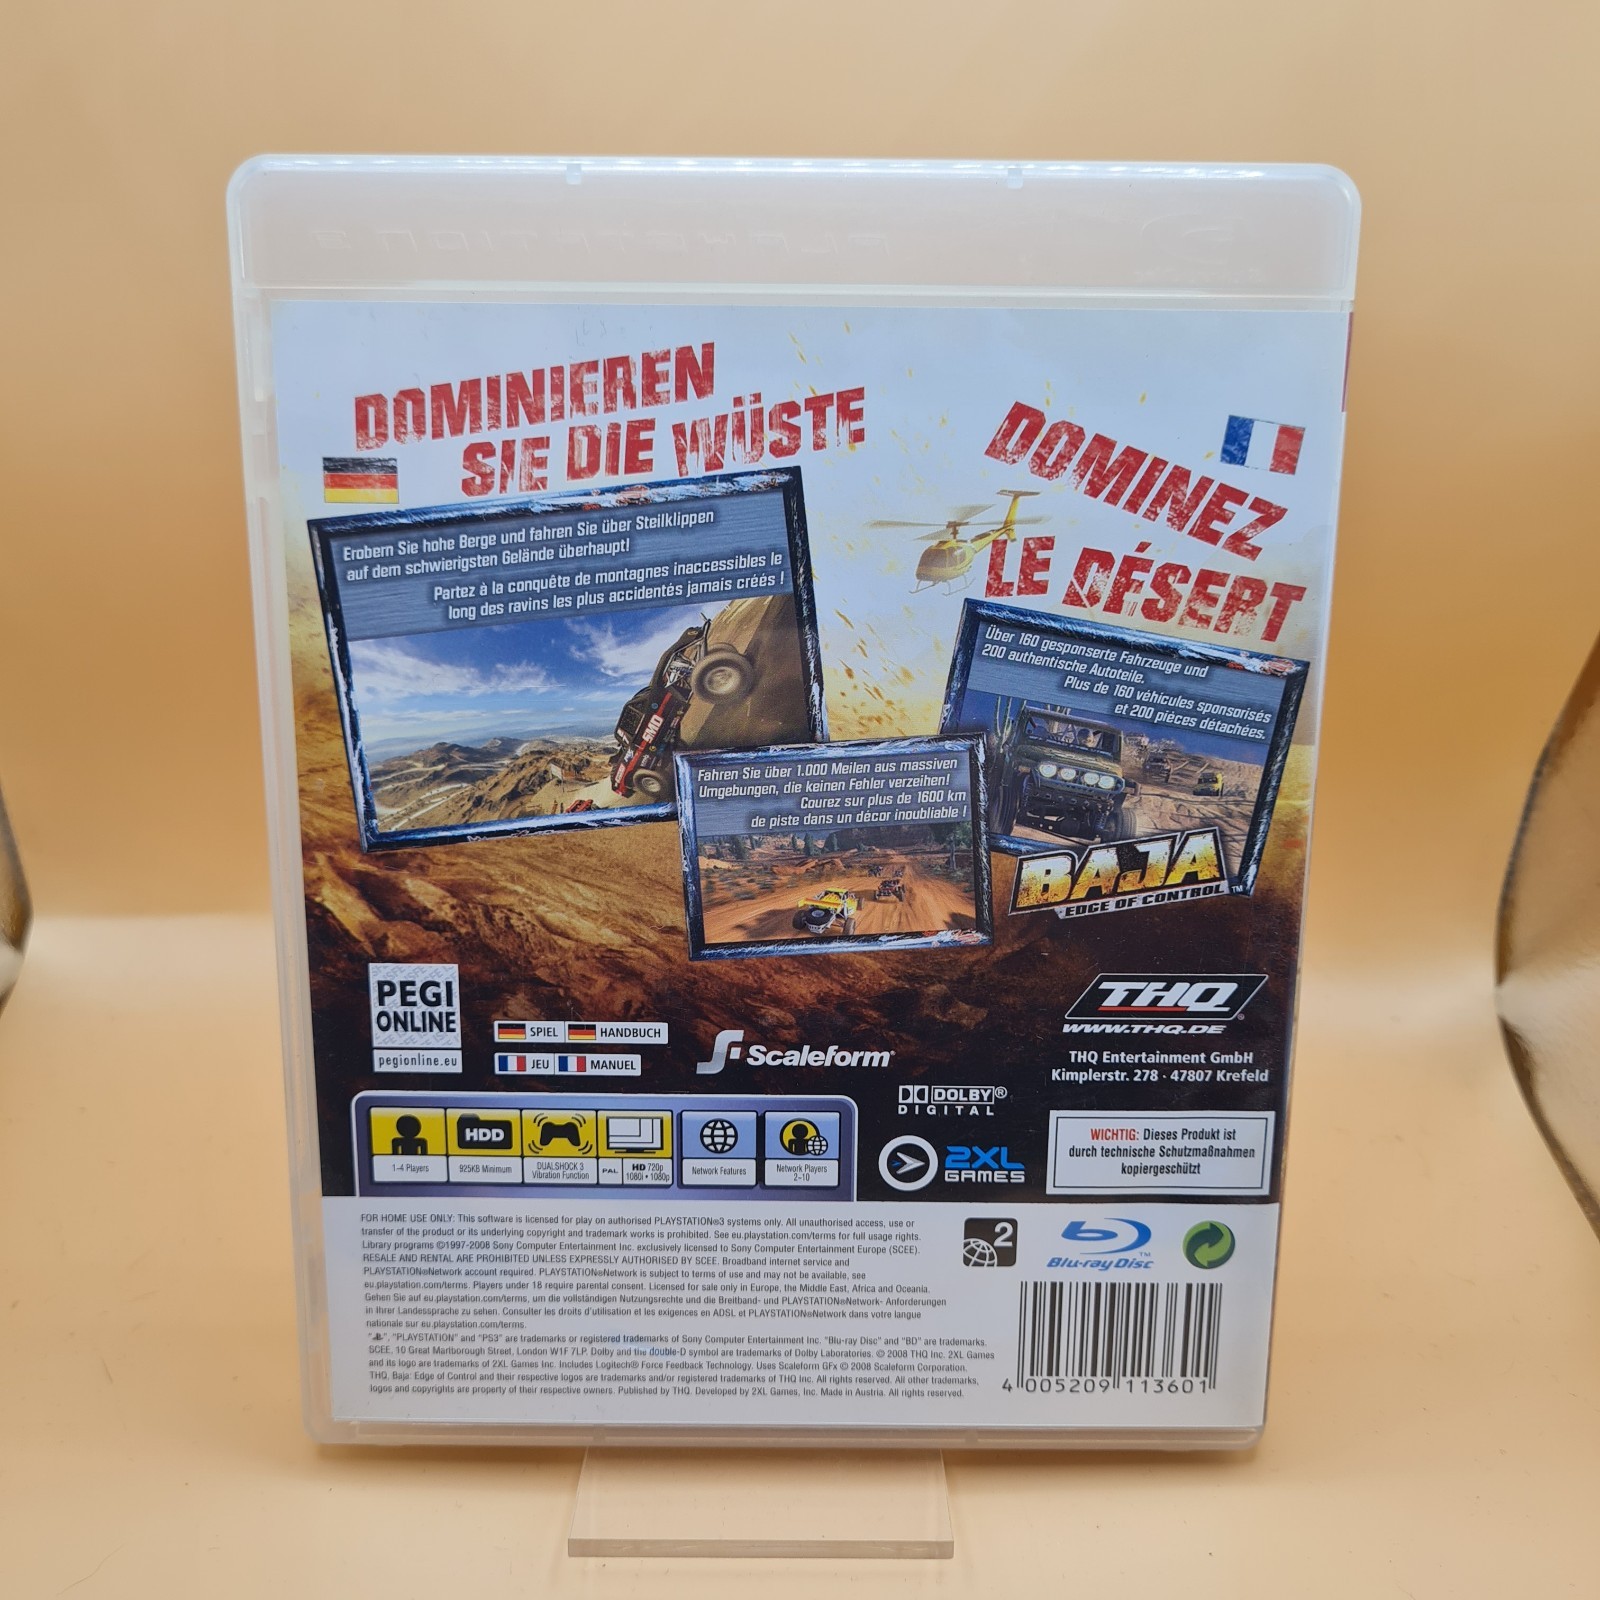 DOMINIEREN
SIE DIE WÜSTE
DOMINEZ
LE DÉSERT
Erobern Sie hohe Berge und fahren Sie über Steilklippen
auf dem schwierigsten Gelände überhaupt!
Partez à la conquête de montagnes inaccessibles le
long des ravins les plus accidentés jamais créés !
SMD
Über 160 gesponserte Fahrzeuge und
200 authentische Autoteile.
Plus de 160 véhicules sponsorisés
et 200 pièces détachées.
Fahren Sie über 1.000 Meilen aus massiven
Umgebungen, die keinen Fehler verzeihen!
Courez sur plus de 1600 km
de piste dans un décor inoubliable !
BAJA
EDGE OF CONTROL™
PEGI
ONLINE
pegionline.eu
SPIEL HANDBUCH
JEU MANUEL
Scaleform
THQ®
WWW.THQ.DE
THQ Entertainment GmbH
Kimplerstr. 278 · 47807 Krefeld
DOLBY®
DIGITAL
2XL
GAMES
WICHTIG: Dieses Produkt ist
durch technische Schutzmaßnahmen
kopiergeschützt
HDD
1-4 Players
925KB Minimum
DUALSHOCK 3
Vibration Function
PAL
HD 720p
1080i • 1080p
Network Features
Network Players
2-10
FOR HOME USE ONLY: This software is licensed for play on authorised PLAYSTATION®3 systems only. All unauthorised access, use or
transfer of the product or its underlying copyright and trademark works is prohibited. See eu.playstation.com/terms for full usage rights.
Library programs ©1997-2008 Sony Computer Entertainment Inc. exclusively licensed to Sony Computer Entertainment Europe (SCEE).
RESALE AND RENTAL ARE PROHIBITED UNLESS EXPRESSLY AUTHORISED BY SCEE. Broadband internet service and
PLAYSTATION®Network account required. PLAYSTATION®Network is subject to terms of use and may not be available, see
eu.playstation.com/terms. Players under 18 require parental consent. Licensed for sale only in Europe, the Middle East, Africa and Oceania.
Gehen Sie auf eu.playstation.com/terms, um die vollständigen Nutzungsrechte und die Breitband- und PLAYSTATION®Network- Anforderungen
in Ihrer Landessprache zu sehen. Consulter les droits d'utilisation et les exigences en ADSL et PLAYSTATION®Network dans votre langue
nationale sur eu.playstation.com/terms.
"", "PLAYSTATION" and "PS3" are trademarks or registered trademarks of Sony Computer Entertainment Inc. "Blu-ray Disc" and "BD" are trademarks.
SCEE, 10 Great Marlborough Street, London W1F 7LP. Dolby and the double-D symbol are trademarks of Dolby Laboratories. © 2008 THQ Inc. 2XL Games
and its logo are trademarks of 2XL Games Inc. Includes Logitech® Force Feedback Technology. Uses Scaleform GFx © 2008 Scaleform Corporation.
THQ, Baja: Edge of Control and their respective logos are trademarks and/or registered trademarks of THQ Inc. All rights reserved. All other trademarks,
logos and copyrights are property of their respective owners. Published by THQ. Developed by 2XL Games, Inc. Made in Austria. All rights reserved.
2
Blu-ray Disc™
4 005209 113601